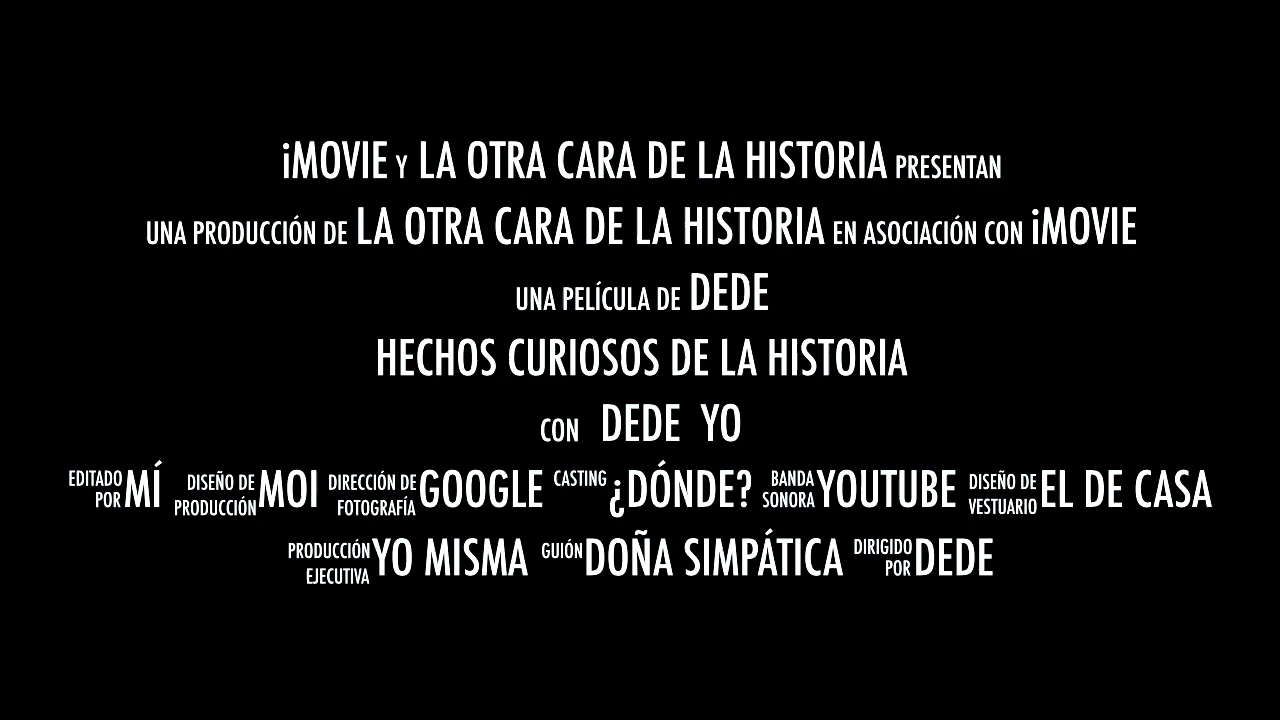 iMOVIE Y LA OTRA CARA DE LA HISTORIA PRESENTAN
UNA PRODUCCIÓN DE LA OTRA CARA DE LA HISTORIA EN ASOCIACIÓN CON iMOVIE
UNA PELÍCULA DE DEDE
HECHOS CURIOSOS DE LA HISTORIA
CON DEDE YO
EDITADO POR MÍ DISEÑO DE PRODUCCIÓN MOI DIRECCIÓN DE FOTOGRAFÍA GOOGLE CASTING ¿DÓNDE? BANDA SONORA YOUTUBE DISEÑO DE VESTUARIO EL DE CASA
PRODUCCIÓN EJECUTIVA YO MISMA GUIÓN DOÑA SIMPÁTICA DIRIGIDO POR DEDE